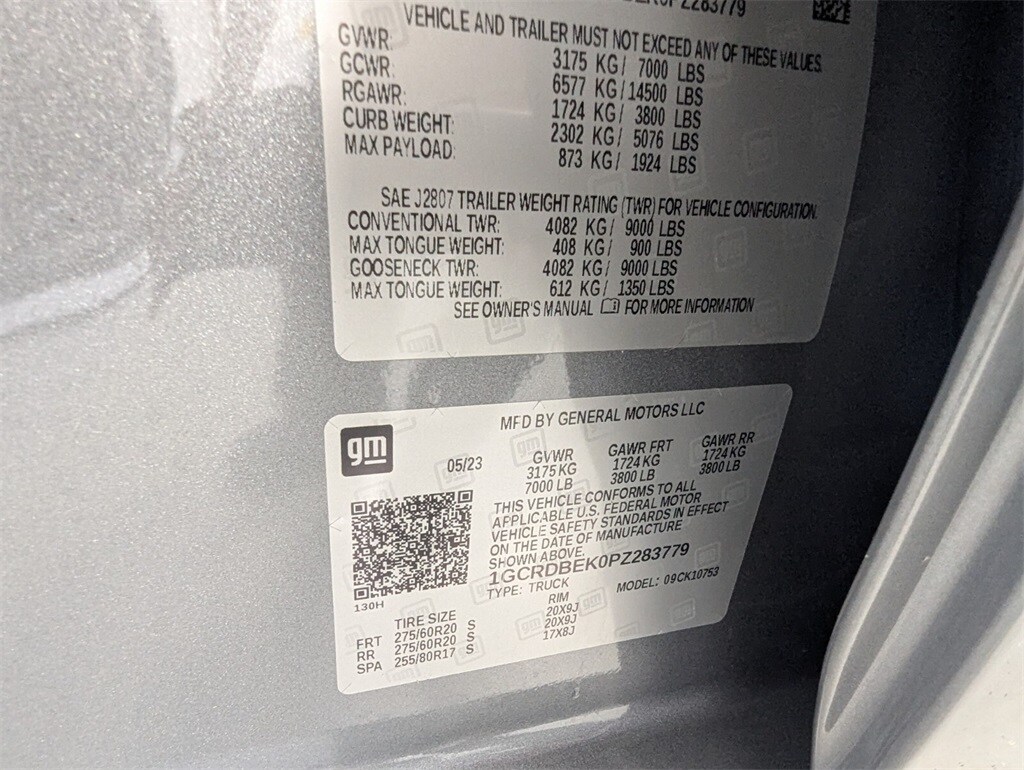 VEHICLE AND TRAILER MUST NOT EXCEED ANY OF THESE VALUES.
GVWR: 3175 KG/ 7000 LBS
GCWR: 6577 KG/14500 LBS
RGAWR: 1724 KG/ 3800 LBS
CURB WEIGHT: 2302 KG/ 5076 LBS
MAX PAYLOAD: 873 KG/ 1924 LBS
SAE J2807 TRAILER WEIGHT RATING (TWR) FOR VEHICLE CONFIGURATION.
CONVENTIONAL TWR: 4082 KG/ 9000 LBS
MAX TONGUE WEIGHT: 408 KG/ 900 LBS
GOOSENECK TWR: 4082 KG/ 9000 LBS
MAX TONGUE WEIGHT: 612 KG/ 1350 LBS
SEE OWNER'S MANUAL FOR MORE INFORMATION
MFD BY GENERAL MOTORS LLC
gm
05/23
GVWR GAWR FRT GAWR RR
3175 KG 1724 KG 1724 KG
7000 LB 3800 LB 3800 LB
THIS VEHICLE CONFORMS TO ALL
APPLICABLE U.S. FEDERAL MOTOR
VEHICLE SAFETY STANDARDS IN EFFECT
ON THE DATE OF MANUFACTURE
SHOWN ABOVE.
1GCRDBEK0PZ283779
TYPE: TRUCK MODEL: 09CK10753
130H
TIRE SIZE RIM
FRT 275/60R20 S 20X9J
RR 275/60R20 S 20X9J
SPA 255/80R17 S 17X8J